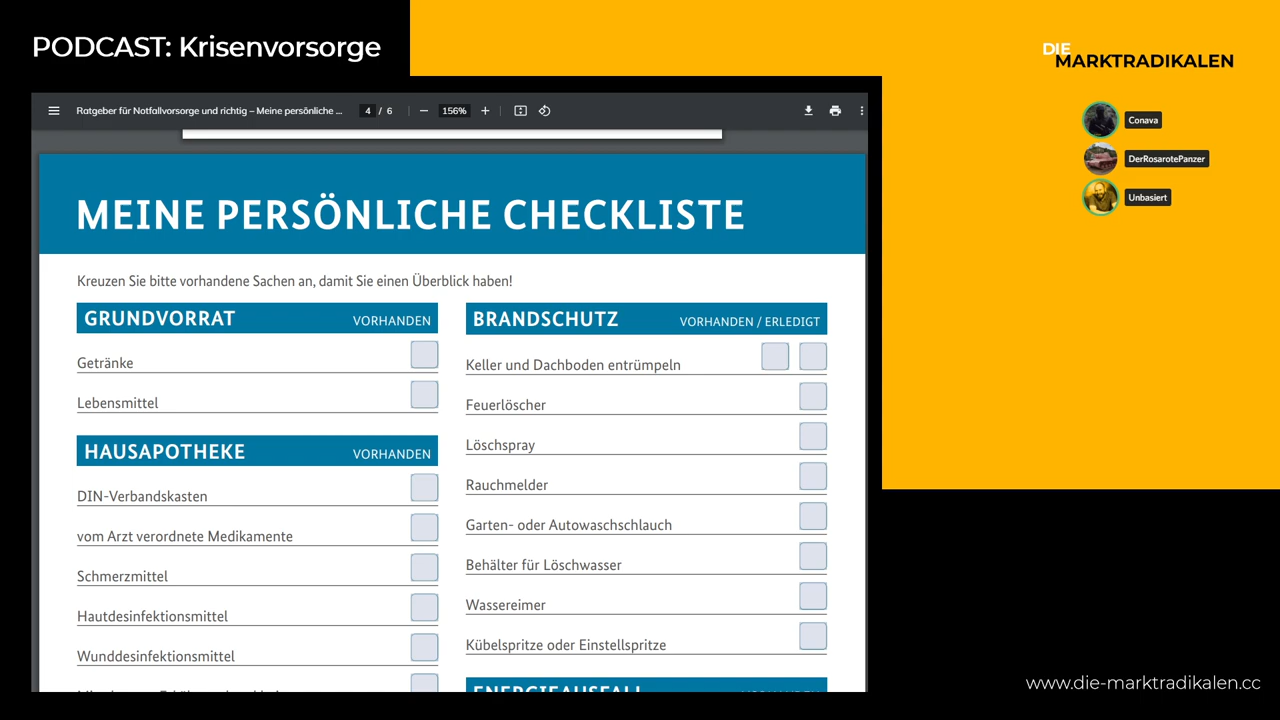 PODCAST: Krisenvorsorge
DIE
MARKTRADIKALEN
Conava
DerRosarotePanzer
Unbasiert
Ratgeber für Notfallvorsorge und richtig – Meine persönliche ...
4 / 6
156%
MEINE PERSÖNLICHE CHECKLISTE
Kreuzen Sie bitte vorhandene Sachen an, damit Sie einen Überblick haben!
GRUNDVORRAT VORHANDEN
Getränke
Lebensmittel
HAUSAPOTHEKE VORHANDEN
DIN-Verbandskasten
vom Arzt verordnete Medikamente
Schmerzmittel
Hautdesinfektionsmittel
Wunddesinfektionsmittel
BRANDSCHUTZ VORHANDEN / ERLEDIGT
Keller und Dachboden entrümpeln
Feuerlöscher
Löschspray
Rauchmelder
Garten- oder Autowaschschlauch
Behälter für Löschwasser
Wassereimer
Kübelspritze oder Einstellspritze
ENERGIEAUSFALL
www.die-marktradikalen.cc